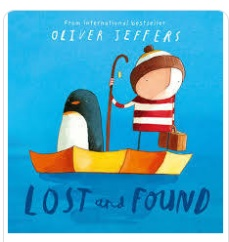 From international bestseller
OLIVER JEFFERS
LOST and FOUND